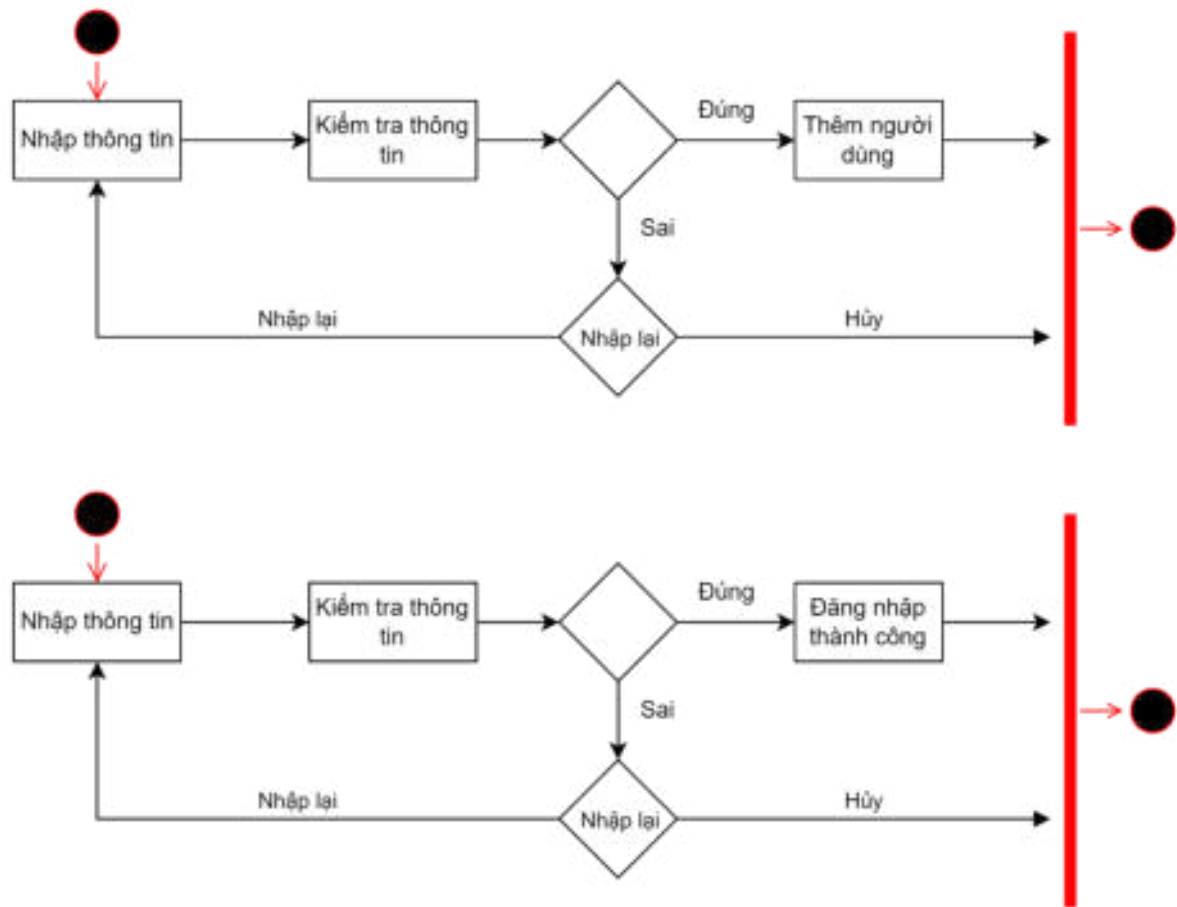 Nhập thông tin
Kiểm tra thông
tin
Đúng
Thêm người
dùng
Sai
Nhập lại
Nhập lại
Hủy
Nhập thông tin
Kiểm tra thông
tin
Đúng
Đăng nhập
thành công
Sai
Nhập lại
Nhập lại
Hủy